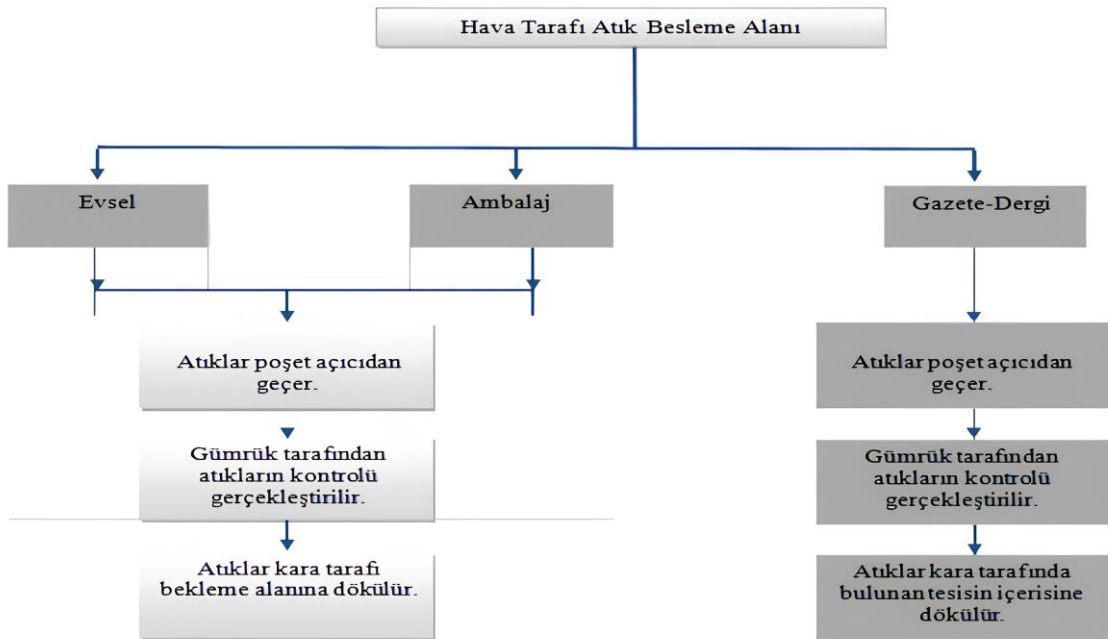 Hava Tarafı Atık Besleme Alanı
Evsel
Ambalaj
Gazete-Dergi
Atıklar poşet açıcıdan
geçer.
Gümrük tarafından
atıkların kontrolü
gerçekleştirilir.
Atıklar kara tarafı
bekleme alanına dökülür.
Atıklar poşet açıcıdan
geçer.
Gümrük tarafından
atıkların kontrolü
gerçekleştirilir.
Atıklar kara tarafında
bulunan tesisin içerisine
dökülür.